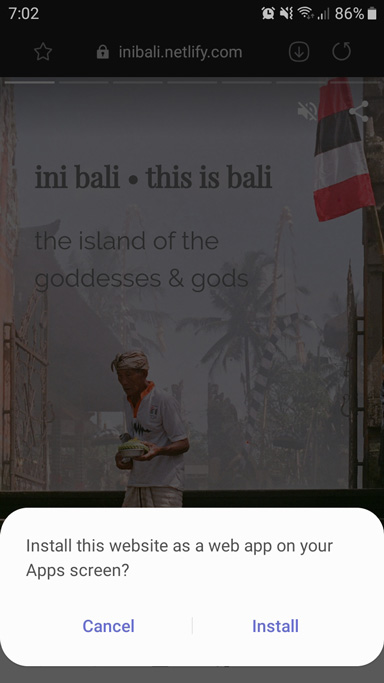 7:02
86%
inibali.netlify.com
ini bali • this is bali
the island of the
goddesses & gods
Install this website as a web app on your
Apps screen?
Cancel
Install